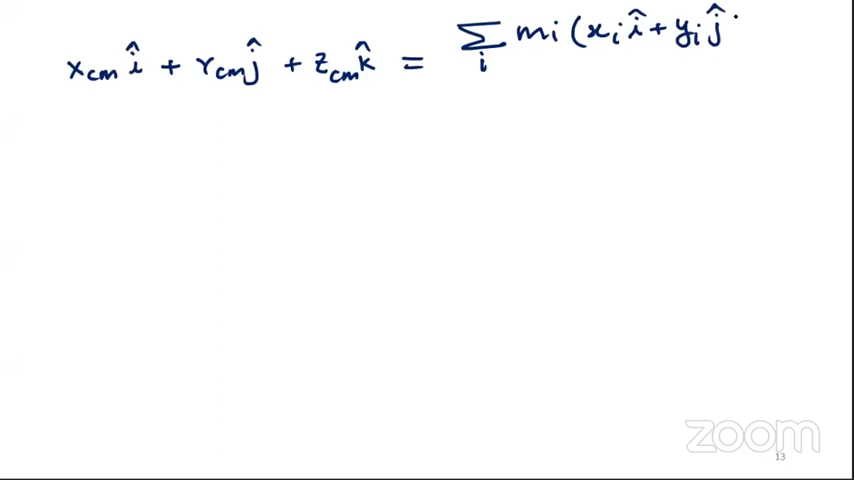 x_cm î + Y_cm ĵ + z_cm k̂ = Σ_i mi (x_i î + y_i ĵ
zoom
13